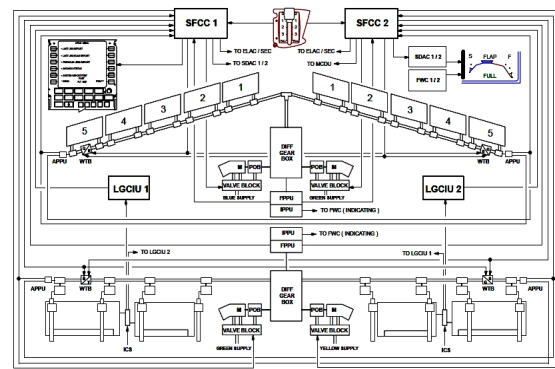 SFCC 1
SFCC 2
TO ELAC / SEC
TO ELAC / SEC
TO SDAC 1 / 2
TO MCDU
SDAC 1 / 2
FWC 1 / 2
S FLAP F
FULL
5 4 3 2 1
1 2 3 4 5
APPU
WTB
WTB
APPU
DIFF
GEAR
BOX
M POB
POB M
VALVE BLOCK
VALVE BLOCK
BLUE SUPPLY
GREEN SUPPLY
LGCIU 1
LGCIU 2
FPPU
IPPU
TO FWC ( INDICATING )
IPPU
TO FWC ( INDICATING )
FPPU
TO LGCIU 2
TO LGCIU 1
APPU
WTB
WTB
APPU
DIFF
GEAR
BOX
M POB
POB M
VALVE BLOCK
VALVE BLOCK
GREEN SUPPLY
YELLOW SUPPLY
ICS
ICS